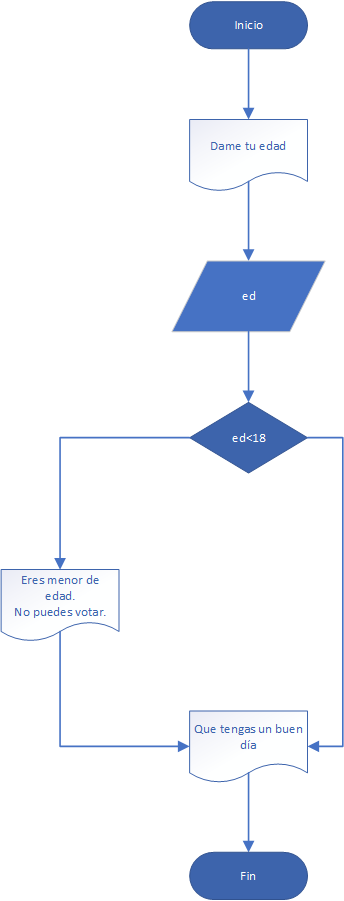 Inicio
Dame tu edad
ed
ed<18
Eres menor de
edad.
No puedes votar.
Que tengas un buen
día
Fin